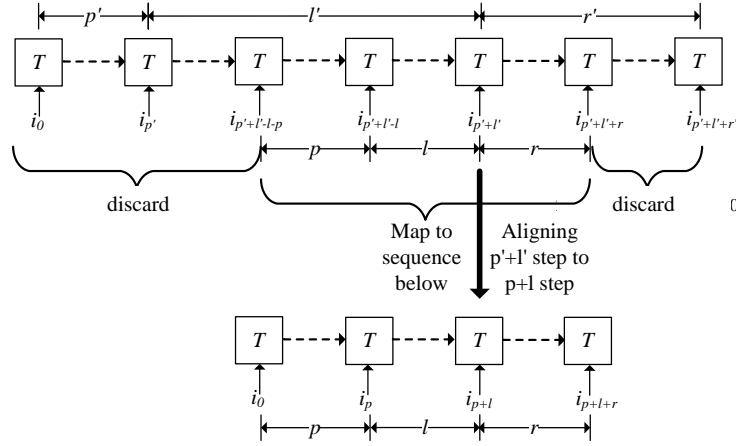 p' l' r'
T T T T T T T
i0 ip' ip'+l'-l-p ip'+l'-l ip'+l' ip'+l'+r ip'+l'+r'
p l r
discard discard 0
Map to
sequence
below
Aligning
p'+l' step to
p+l step
T T T T
i0 ip ip+l ip+l+r
p l r